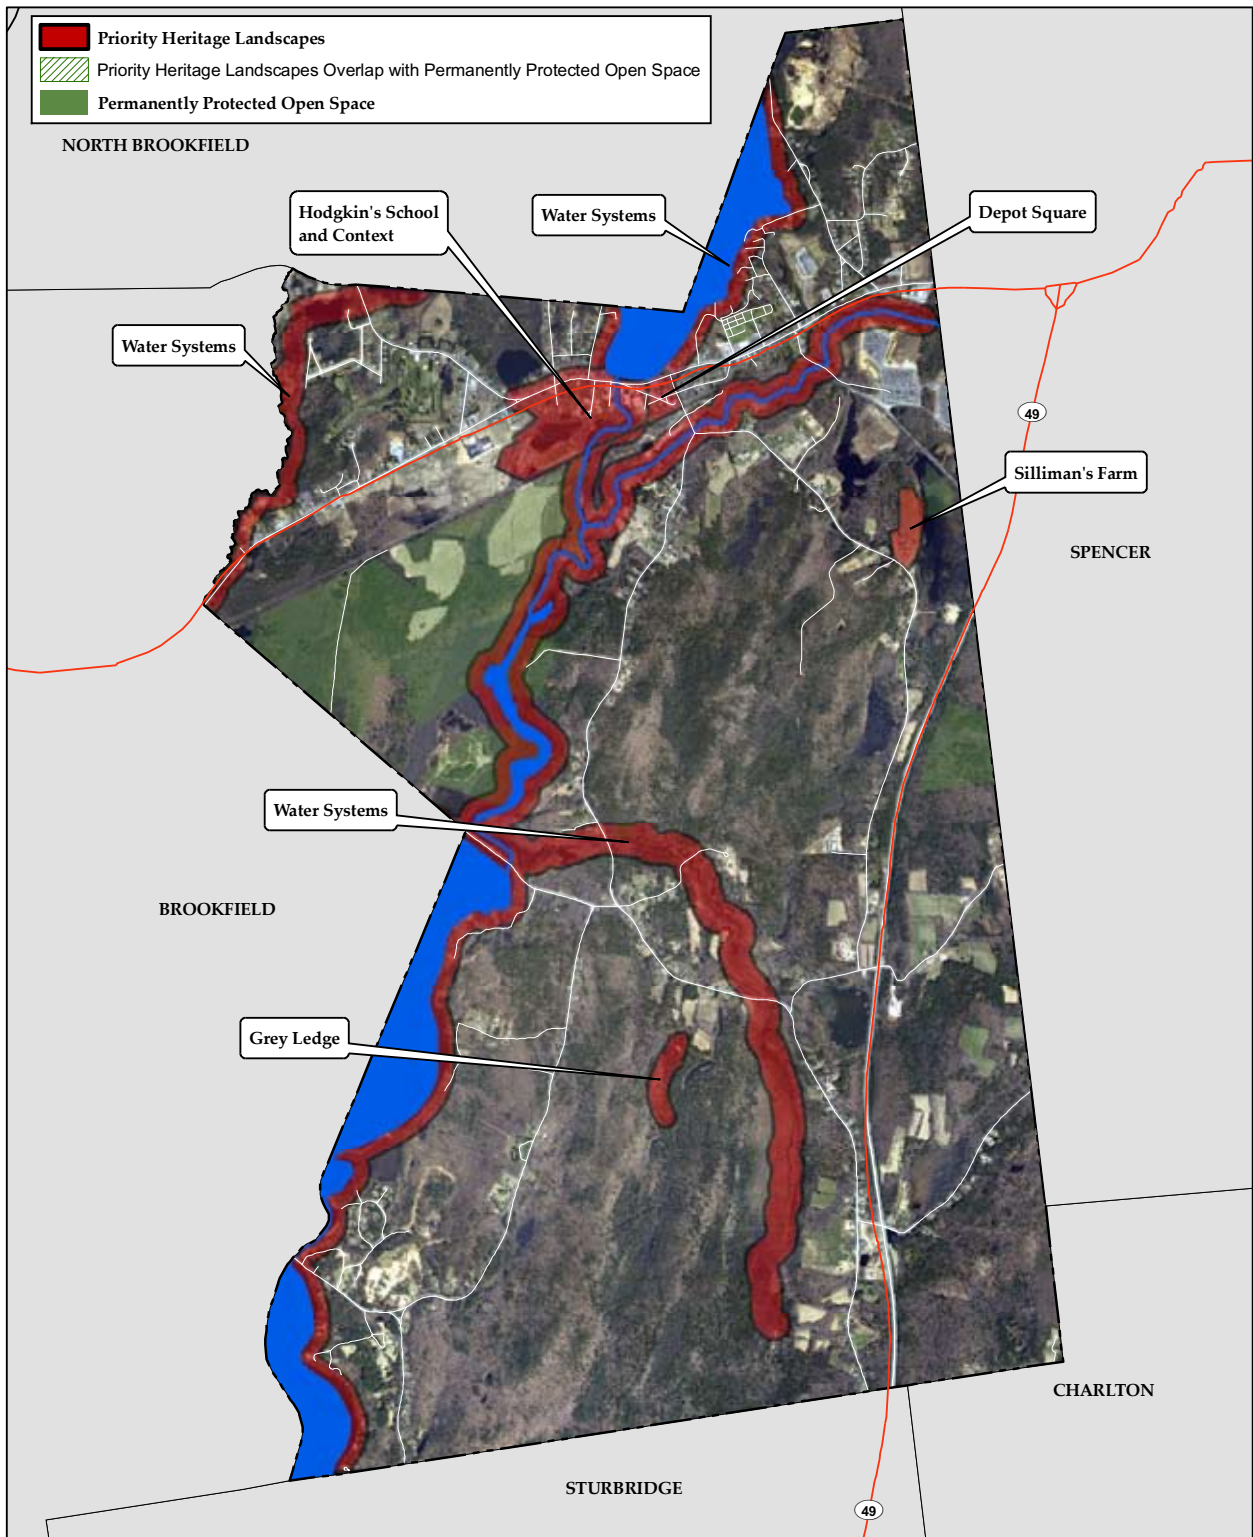 Priority Heritage Landscapes
Priority Heritage Landscapes Overlap with Permanently Protected Open Space
Permanently Protected Open Space
NORTH BROOKFIELD
Hodgkin's School
and Context
Water Systems
Depot Square
Water Systems
49
Silliman's Farm
SPENCER
Water Systems
BROOKFIELD
Grey Ledge
CHARLTON
STURBRIDGE
49